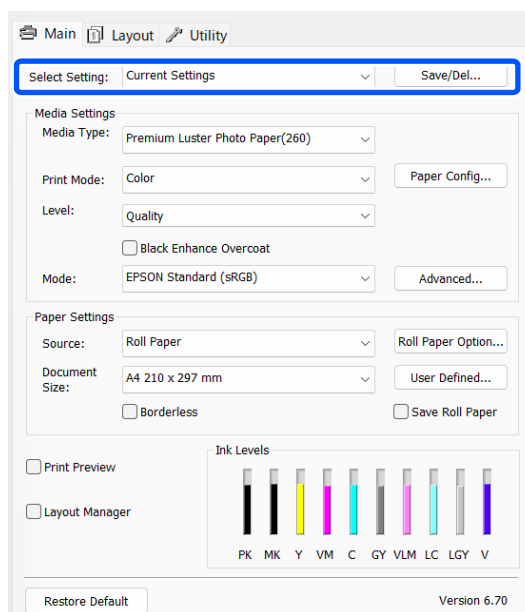 Main Layout Utility
Select Setting: Current Settings Save/Del...
Media Settings
Media Type: Premium Luster Photo Paper(260)
Print Mode: Color Paper Config...
Level: Quality
Black Enhance Overcoat
Mode: EPSON Standard (sRGB) Advanced...
Paper Settings
Source: Roll Paper Roll Paper Option...
Document
Size: A4 210 x 297 mm User Defined...
Borderless Save Roll Paper
Ink Levels
Print Preview
Layout Manager
PK MK Y VM C GY VLM LC LGY V
Restore Default Version 6.70